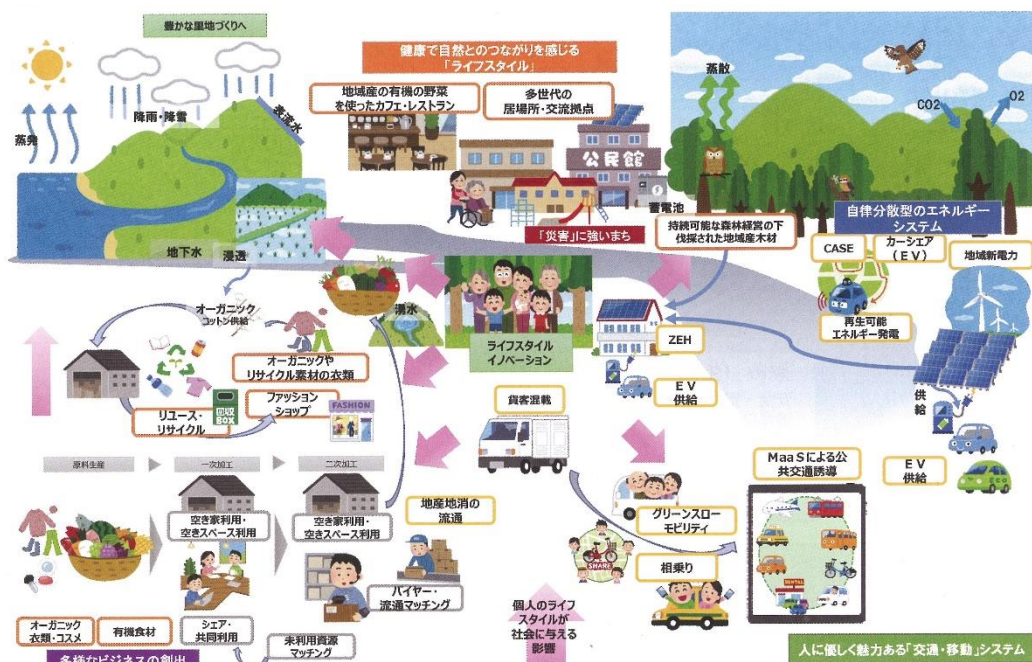 豊かな里地づくりへ
健康で自然とのつながりを感じる
「ライフスタイル」
地域産の有機の野菜
を使ったカフェ・レストラン
多世代の
居場所・交流拠点
公民館
蓄電池
蒸散
CO2
O2
蒸発
降雨・降雪
表流水
地下水
浸透
「災害」に強いまち
持続可能な森林経営の下
伐採された地域産木材
自律分散型のエネルギー
システム
CASE
カーシェア
(EV)
地域新電力
再生可能
エネルギー発電
オーガニック
コットン供給
湧水
ライフスタイル
イノベーション
ZEH
EV
供給
供給
オーガニックや
リサイクル素材の衣類
回収
BOX
リユース・
リサイクル
ファッション
ショップ
FASHION
貨客混載
EV
供給
MaaSによる公
共交通誘導
原料生産
一次加工
二次加工
空き家利用・
空きスペース利用
空き家利用・
空きスペース利用
地産地消の
流通
グリーンスロー
モビリティ
SHARE
相乗り
RENTAL
バイヤー・
流通マッチング
オーガニック
衣類・コスメ
有機食材
シェア・
共同利用
未利用資源
マッチング
個人のライフ
スタイルが
社会に与える
影響
多様なビジネスの創出
人に優しく魅力ある「交通・移動」システム